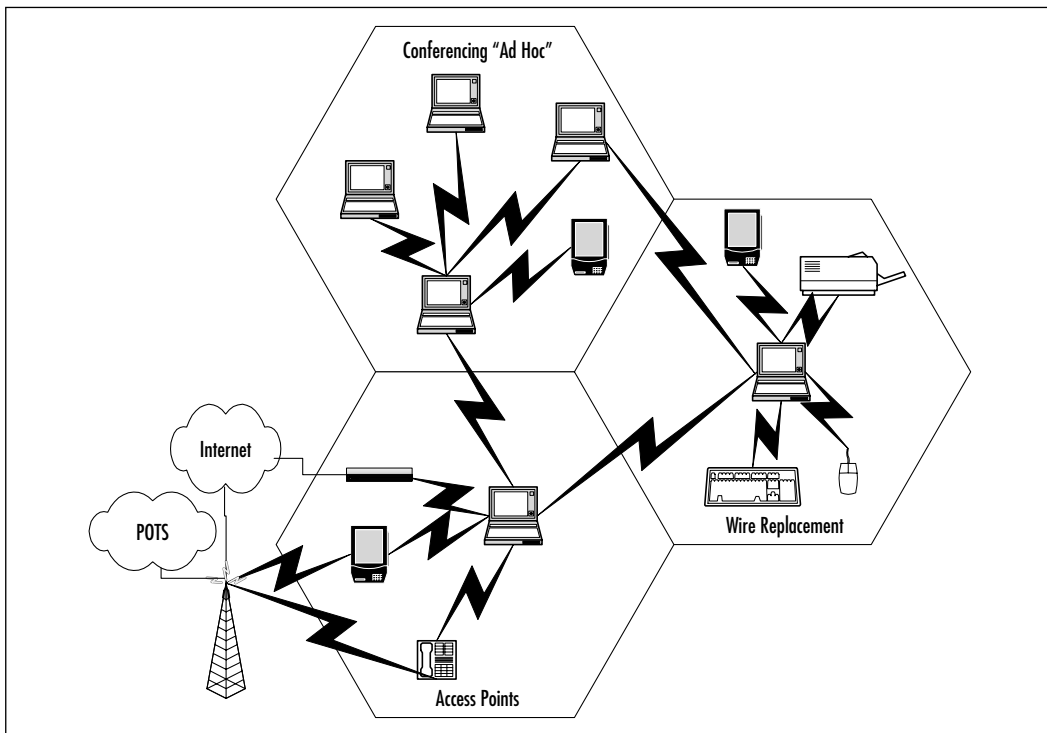 Conferencing “Ad Hoc”
Internet
POTS
Wire Replacement
Access Points